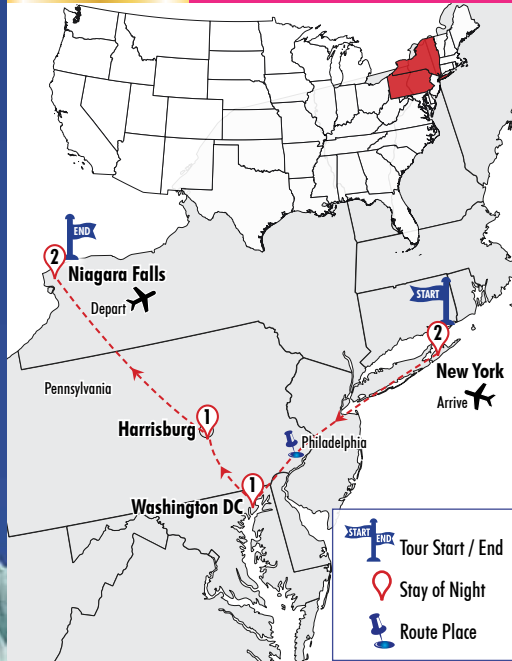 END
2
Niagara Falls
Depart
START
2
New York
Arrive
Pennsylvania
1
Harrisburg
Philadelphia
1
Washington DC
START
END
Tour Start / End
Stay of Night
Route Place